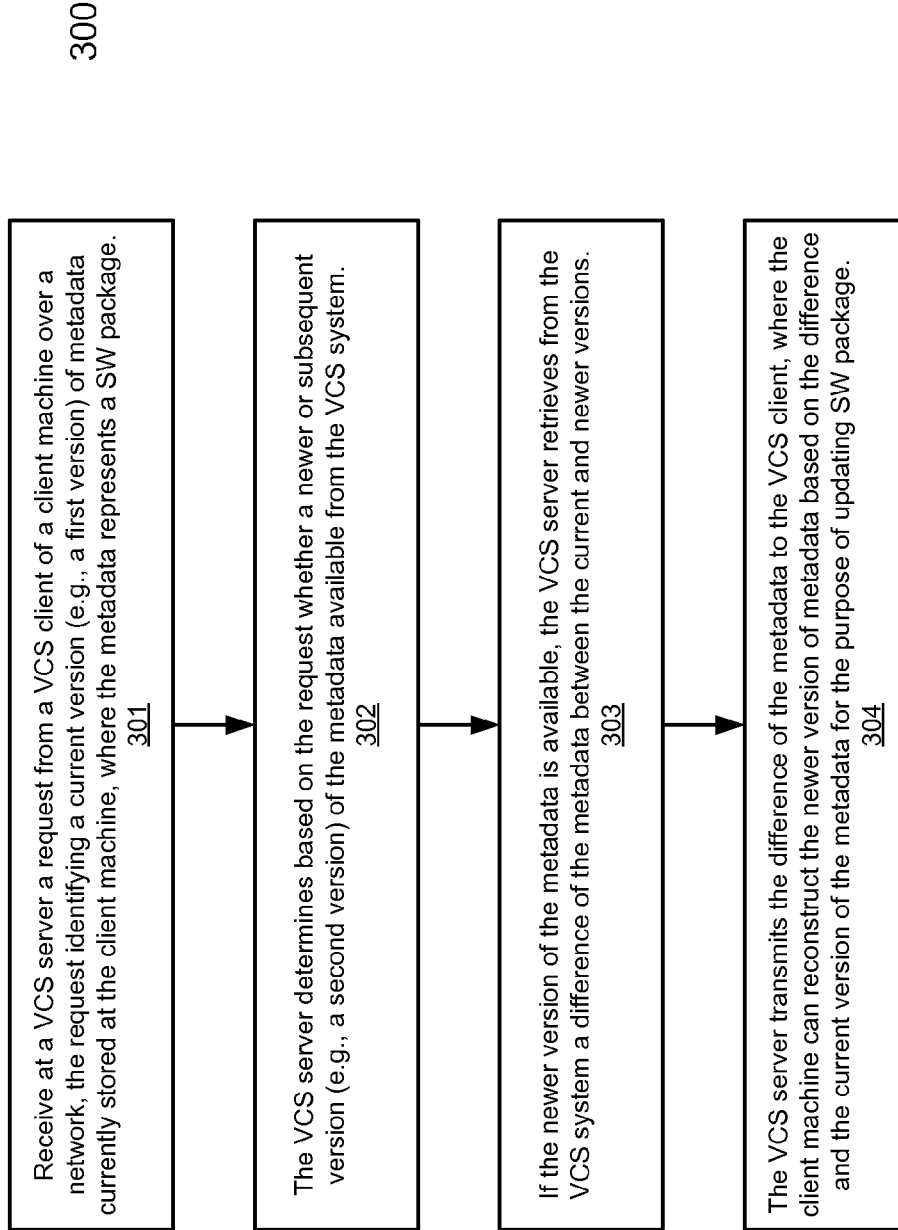 300
Receive at a VCS server a request from a VCS client of a client machine over a
network, the request identifying a current version (e.g., a first version) of metadata
currently stored at the client machine, where the metadata represents a SW package.
301
The VCS server determines based on the request whether a newer or subsequent
version (e.g., a second version) of the metadata available from the VCS system.
302
If the newer version of the metadata is available, the VCS server retrieves from the
VCS system a difference of the metadata between the current and newer versions.
303
The VCS server transmits the difference of the metadata to the VCS client, where the
client machine can reconstruct the newer version of metadata based on the difference
and the current version of the metadata for the purpose of updating SW package.
304